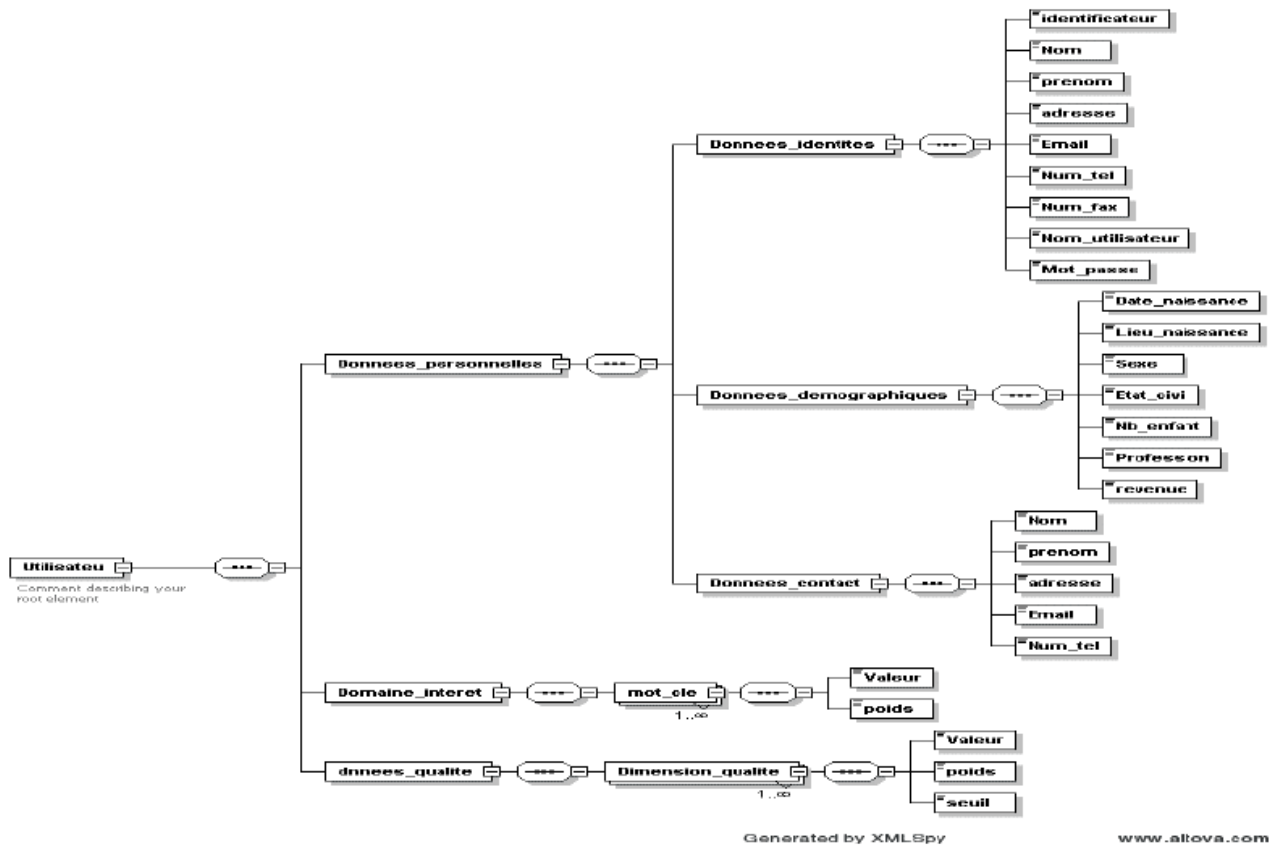 identificateur
Nom
prenom
adresse
Donnees_identites
Email
Num_tel
Num_fax
Nom_utilisateur
Mot_passe
Date_naissance
Lieu_naissance
Donnees_personnelles
Sexe
Donnees_demographiques
Etat_civi
Nb_enfant
Professon
revenue
Nom
prenom
Utilisateu
Comment describing your
root element
Donnees_contact
adresse
Email
Num_tel
Domaine_interet
mot_cle
1..∞
Valeur
poids
dnnees_qualite
Dimension_qualite
1..∞
Valeur
poids
seuil
Generated by XMLSpy
www.altova.com